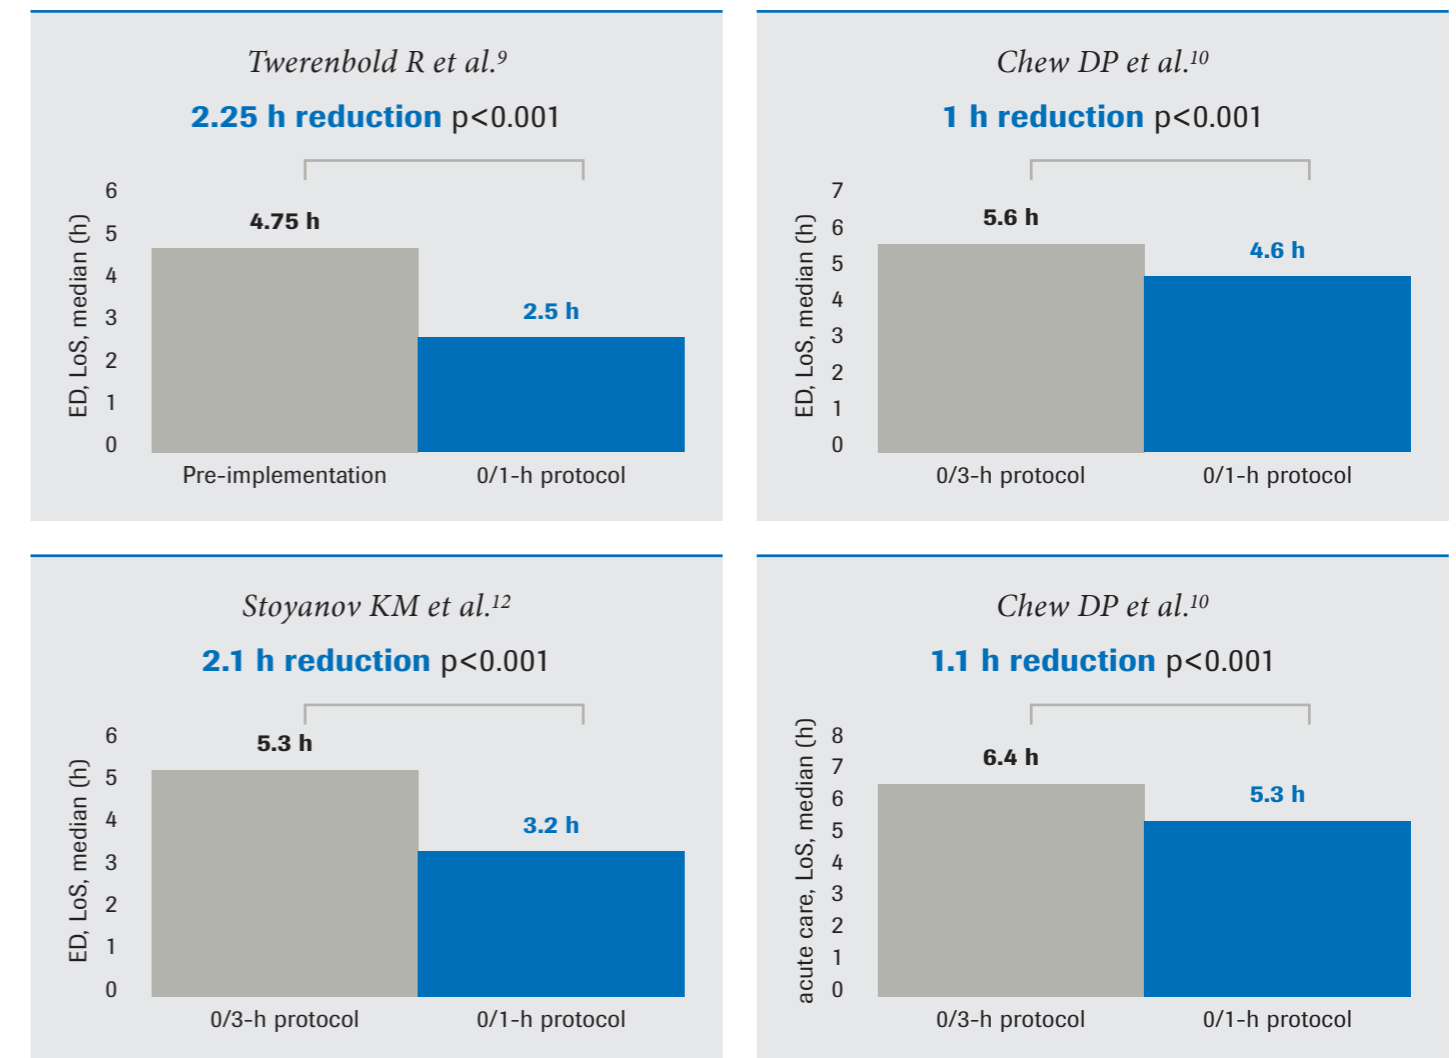 Twerenbold R et al.9
2.25 h reduction p<0.001
ED, LoS, median (h)
6
5
4
3
2
1
0
4.75 h
2.5 h
Pre-implementation
0/1-h protocol
Chew DP et al.10
1 h reduction p<0.001
ED, LoS, median (h)
7
6
5
4
3
2
1
0
5.6 h
4.6 h
0/3-h protocol
0/1-h protocol
Stoyanov KM et al.12
2.1 h reduction p<0.001
ED, LoS, median (h)
6
5
4
3
2
1
0
5.3 h
3.2 h
0/3-h protocol
0/1-h protocol
Chew DP et al.10
1.1 h reduction p<0.001
acute care, LoS, median (h)
8
7
6
5
4
3
2
1
0
6.4 h
5.3 h
0/3-h protocol
0/1-h protocol